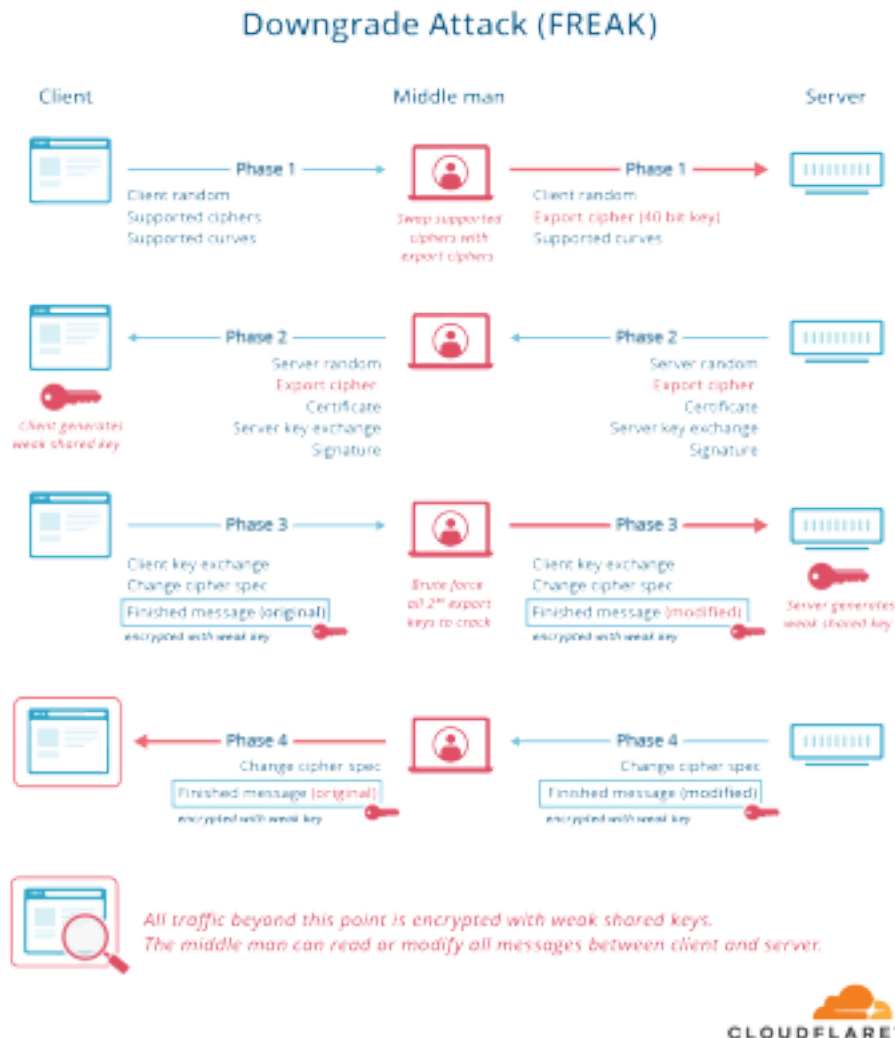 Downgrade Attack (FREAK)
Client
Middle man
Server
Phase 1
Client random
Supported ciphers
Supported curves
Swap supported
ciphers with
export ciphers
Phase 1
Client random
Export cipher (40 bit key)
Supported curves
Phase 2
Server random
Export cipher
Certificate
Server key exchange
Signature
Client generates
weak shared key
Phase 2
Server random
Export cipher
Certificate
Server key exchange
Signature
Phase 3
Client key exchange
Change cipher spec
Finished message (original)
encrypted with weak key
Brute force
all export
keys to crack
Phase 3
Client key exchange
Change cipher spec
Finished message (modified)
encrypted with weak key
Server generates
weak shared key
Phase 4
Change cipher spec
Finished message (original)
encrypted with weak key
Phase 4
Change cipher spec
Finished message (modified)
encrypted with weak key
All traffic beyond this point is encrypted with weak shared keys.
The middle man can read or modify all messages between client and server.
CLOUDFLARE